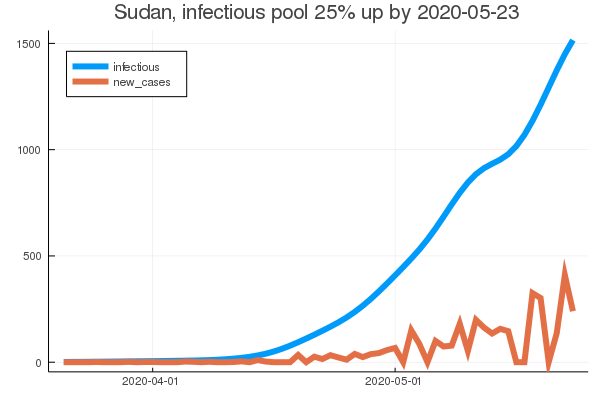 Sudan, infectious pool 25% up by 2020-05-23
1500
infectious
new_cases
1000
500
0
2020-04-01 2020-05-01